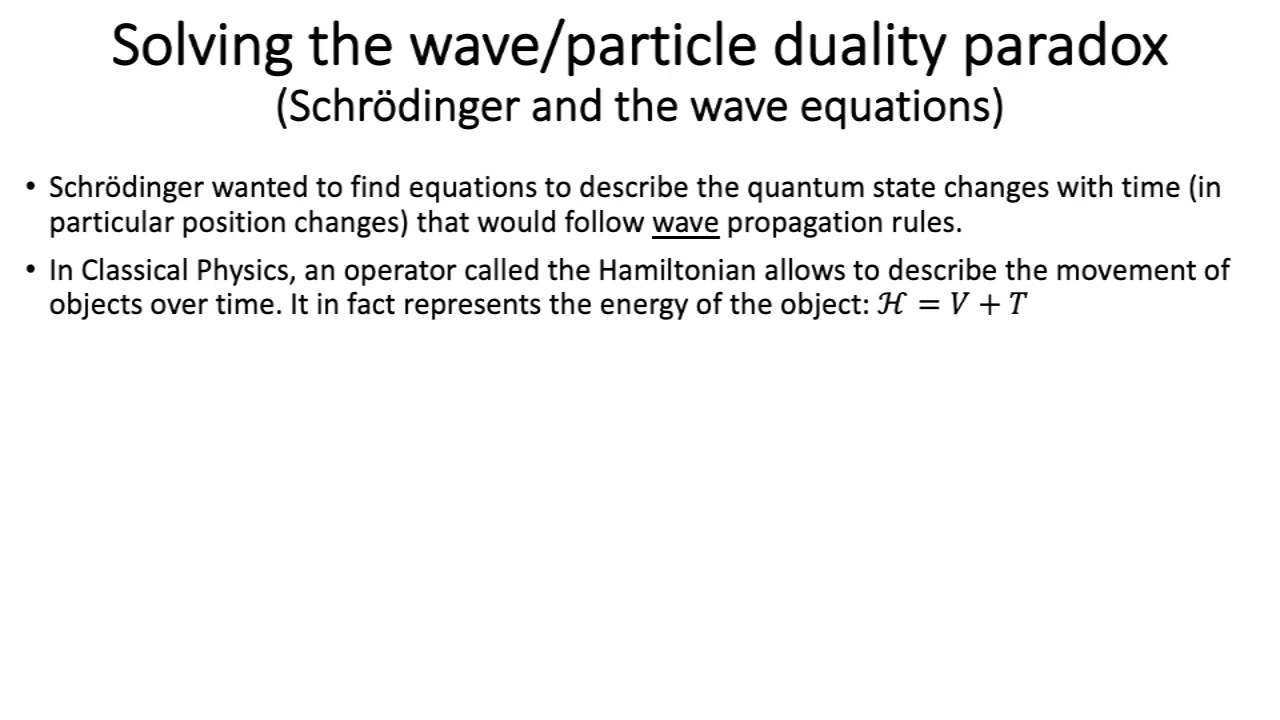 Solving the wave/particle duality paradox
(Schrödinger and the wave equations)
• Schrödinger wanted to find equations to describe the quantum state changes with time (in
particular position changes) that would follow wave propagation rules.
• In Classical Physics, an operator called the Hamiltonian allows to describe the movement of
objects over time. It in fact represents the energy of the object: ℋ = V + T